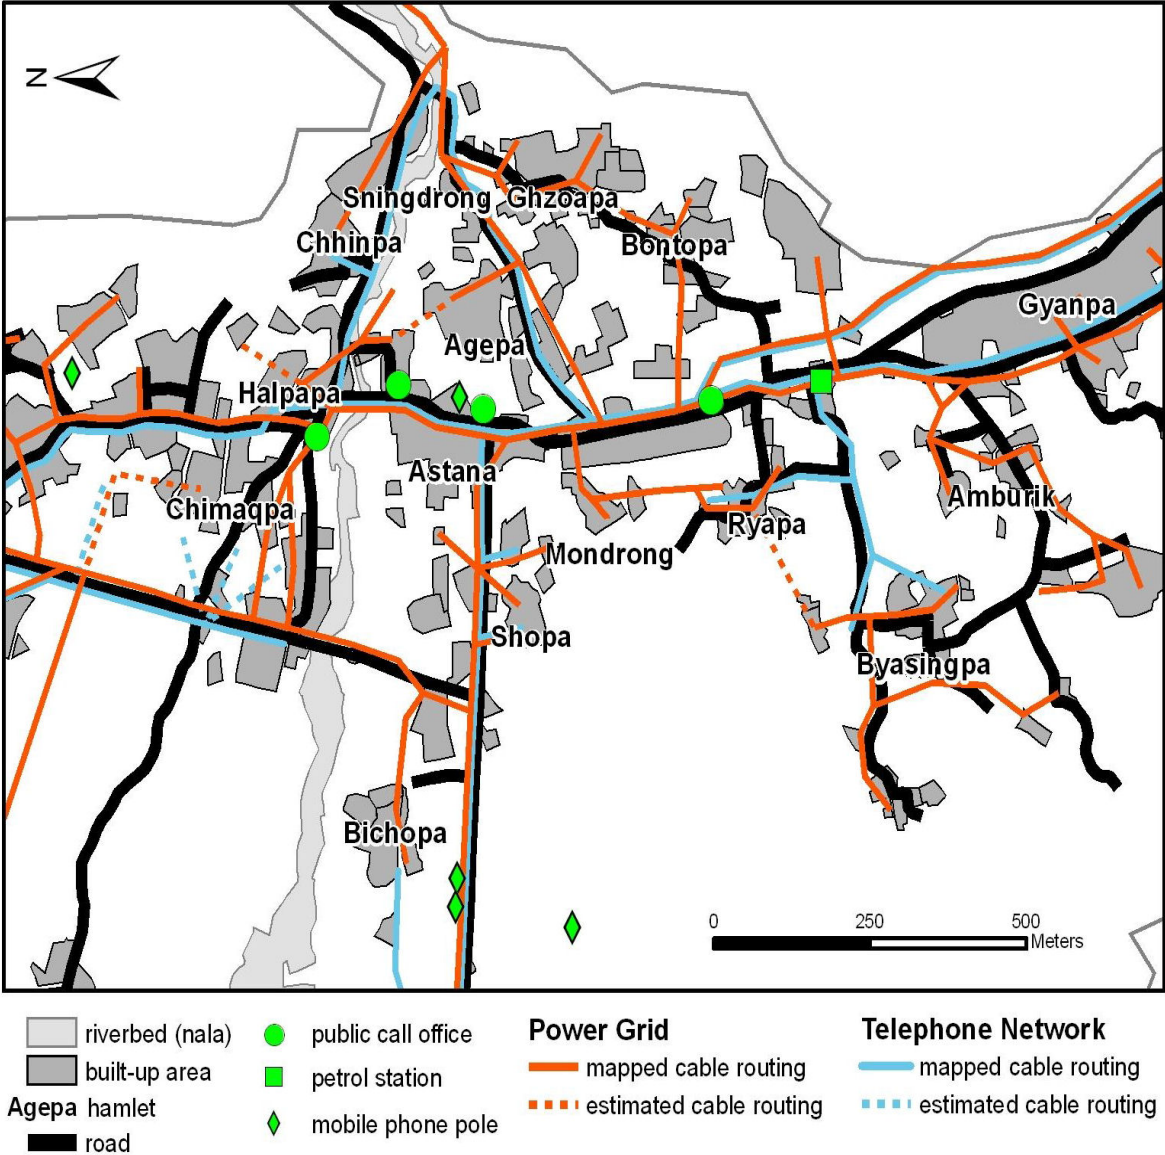 N
Sningdrong
Ghzoapa
Chhinpa
Bontopa
Gyanpa
Agepa
Halpapa
Astana
Chimaqpa
Amburik
Ryapa
Mondrong
Shopa
Byasingpa
Bichopa
0 250 500
Meters
riverbed (nala)
built-up area
Agepa hamlet
road
public call office
petrol station
mobile phone pole
Power Grid
mapped cable routing
estimated cable routing
Telephone Network
mapped cable routing
estimated cable routing